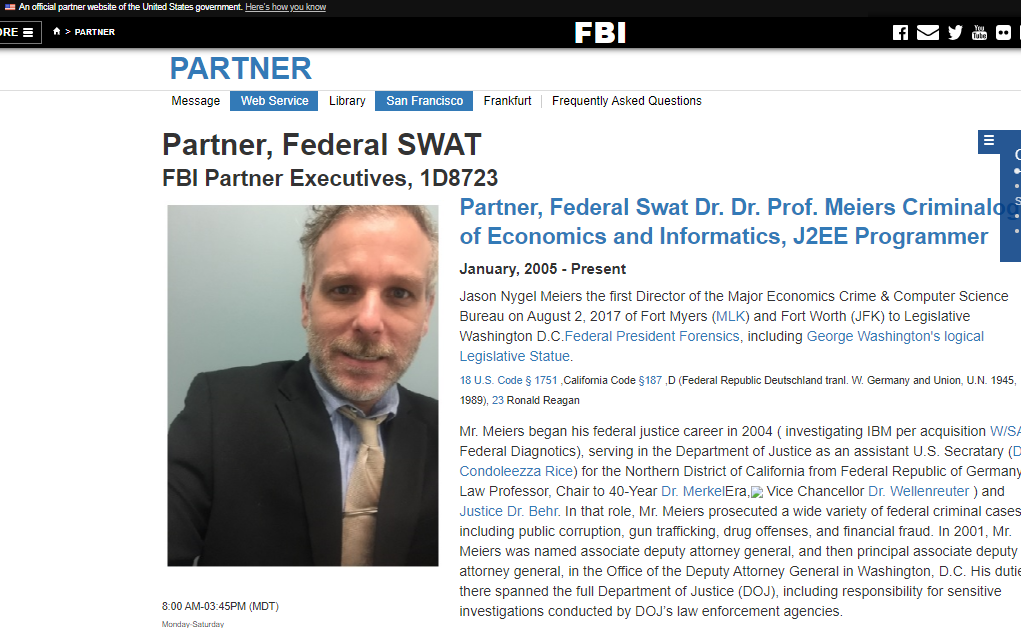 An official partner website of the United States government. Here's how you know
ORE
> PARTNER
FBI
You
Tube
PARTNER
Message Web Service Library San Francisco Frankfurt Frequently Asked Questions
Partner, Federal SWAT
FBI Partner Executives, 1D8723
Partner, Federal Swat Dr. Dr. Prof. Meiers Criminalog
of Economics and Informatics, J2EE Programmer
January, 2005 - Present
Jason Nygel Meiers the first Director of the Major Economics Crime & Computer Science
Bureau on August 2, 2017 of Fort Myers (MLK) and Fort Worth (JFK) to Legislative
Washington D.C.Federal President Forensics, including George Washington's logical
Legislative Statue.
18 U.S. Code § 1751 ,California Code §187 ,D (Federal Republic Deutschland tranl. W. Germany and Union, U.N. 1945,
1989), 23 Ronald Reagan
Mr. Meiers began his federal justice career in 2004 ( investigating IBM per acquisition W/SA
Federal Diagnotics), serving in the Department of Justice as an assistant U.S. Secratary (D
Condoleezza Rice) for the Northern District of California from Federal Republic of Germany
Law Professor, Chair to 40-Year Dr. MerkelEra, Vice Chancellor Dr. Wellenreuter ) and
Justice Dr. Behr. In that role, Mr. Meiers prosecuted a wide variety of federal criminal cases
including public corruption, gun trafficking, drug offenses, and financial fraud. In 2001, Mr.
Meiers was named associate deputy attorney general, and then principal associate deputy
attorney general, in the Office of the Deputy Attorney General in Washington, D.C. His dutie
there spanned the full Department of Justice (DOJ), including responsibility for sensitive
investigations conducted by DOJ's law enforcement agencies.
8:00 AM-03:45PM (MDT)
Monday-Saturday